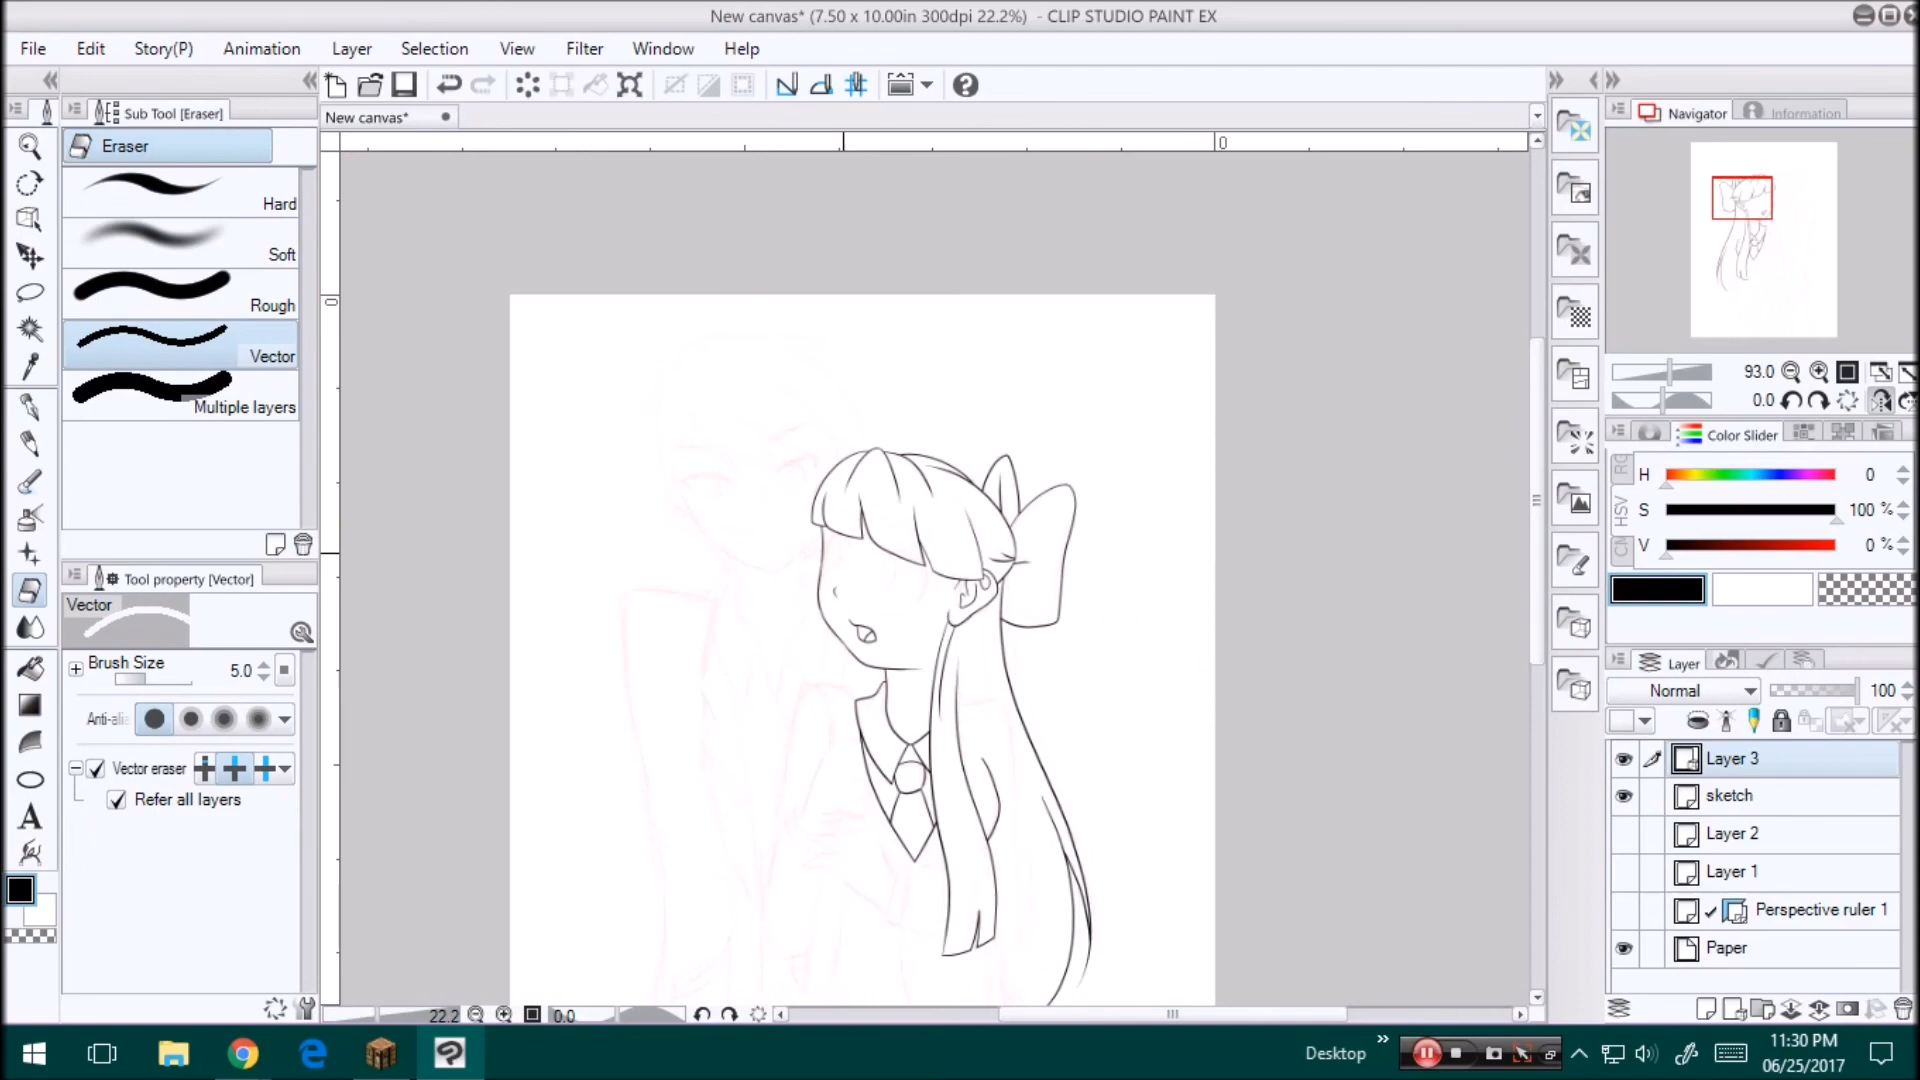 New canvas* (7.50 x 10.00in 300dpi 22.2%) - CLIP STUDIO PAINT EX
File Edit Story(P) Animation Layer Selection View Filter Window Help
Sub Tool [Eraser]
New canvas*
Navigator Information
Eraser
0
Hard
Soft
Rough
Vector
Multiple layers
0
93.0
0.0
Color Slider
H 0
HSV
S 100 %
V 0 %
Tool property [Vector]
Vector
Brush Size 5.0
Anti-alia
Vector eraser
Refer all layers
Layer
Normal 100
Layer 3
sketch
Layer 2
Layer 1
Perspective ruler 1
Paper
A
22.2 0.0
Desktop
11:30 PM
06/25/2017